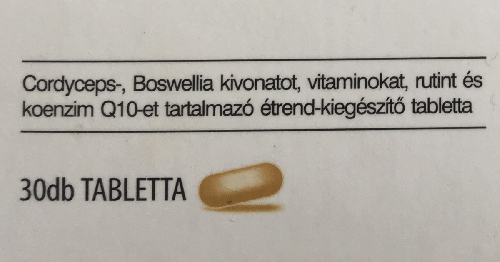 Cordyceps-, Boswellia kivonatot, vitaminokat, rutint és
koenzim Q10-et tartalmazó étrend-kiegészítő tabletta
30db TABLETTA